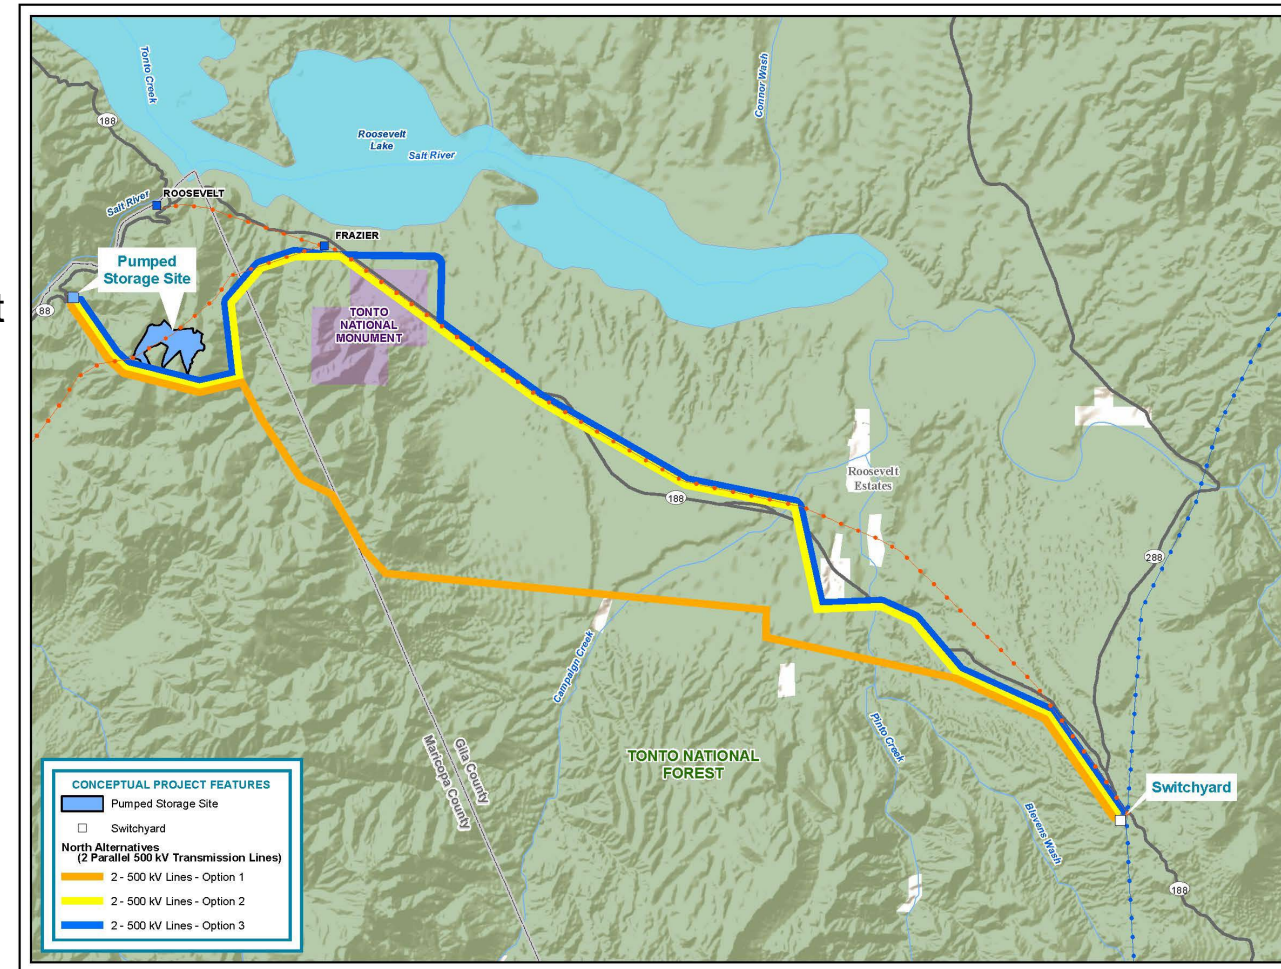 Tonto Creek
Connor Wash
188
Roosevelt
Lake
Salt River
Salt River
ROOSEVELT
FRAZIER
Pumped
Storage Site
88
t
TONTO
NATIONAL
MONUMENT
Roosevelt
Estates
188
288
Campaign Creek
Pinto Creek
Gila County
Maricopa County
TONTO NATIONAL
FOREST
Switchyard
Blevens Wash
188
CONCEPTUAL PROJECT FEATURES
Pumped Storage Site
Switchyard
North Alternatives
(2 Parallel 500 kV Transmission Lines)
2 - 500 kV Lines - Option 1
2 - 500 kV Lines - Option 2
2 - 500 kV Lines - Option 3